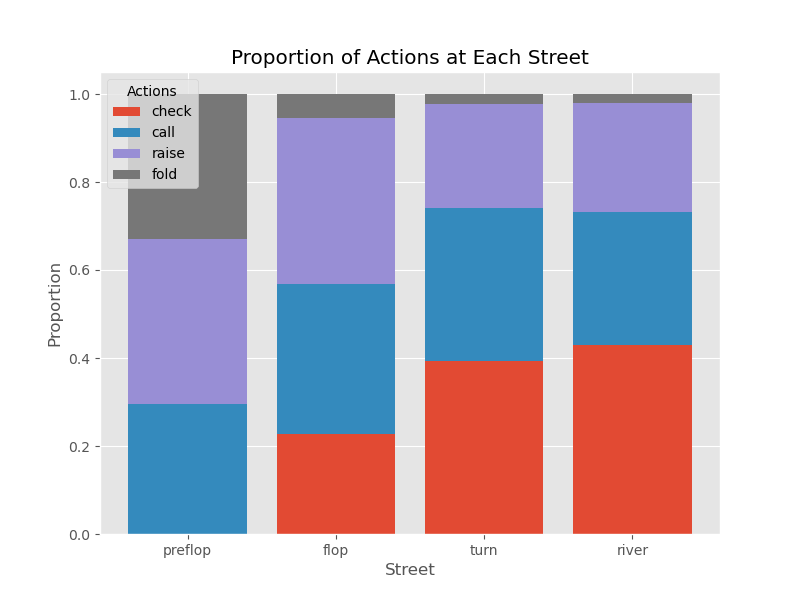 Proportion of Actions at Each Street
Actions
check
call
raise
fold
1.0
0.8
0.6
0.4
0.2
0.0
Proportion
preflop flop turn river
Street